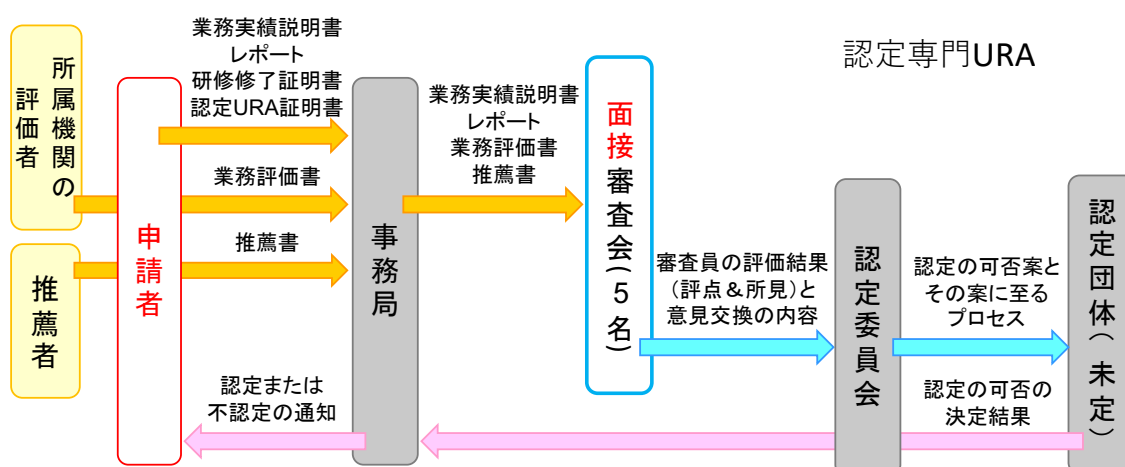 認定専門URA
所属機関の
評価者
推薦者
申請者
業務実績説明書
レポート
研修修了証明書
認定URA証明書
業務評価書
推薦書
事務局
業務実績説明書
レポート
業務評価書
推薦書
面接審査会(5名)
審査員の評価結果
(評点&所見)と
意見交換の内容
認定委員会
認定の可否案と
その案に至る
プロセス
認定団体(未定)
認定の可否の
決定結果
認定または
不認定の通知